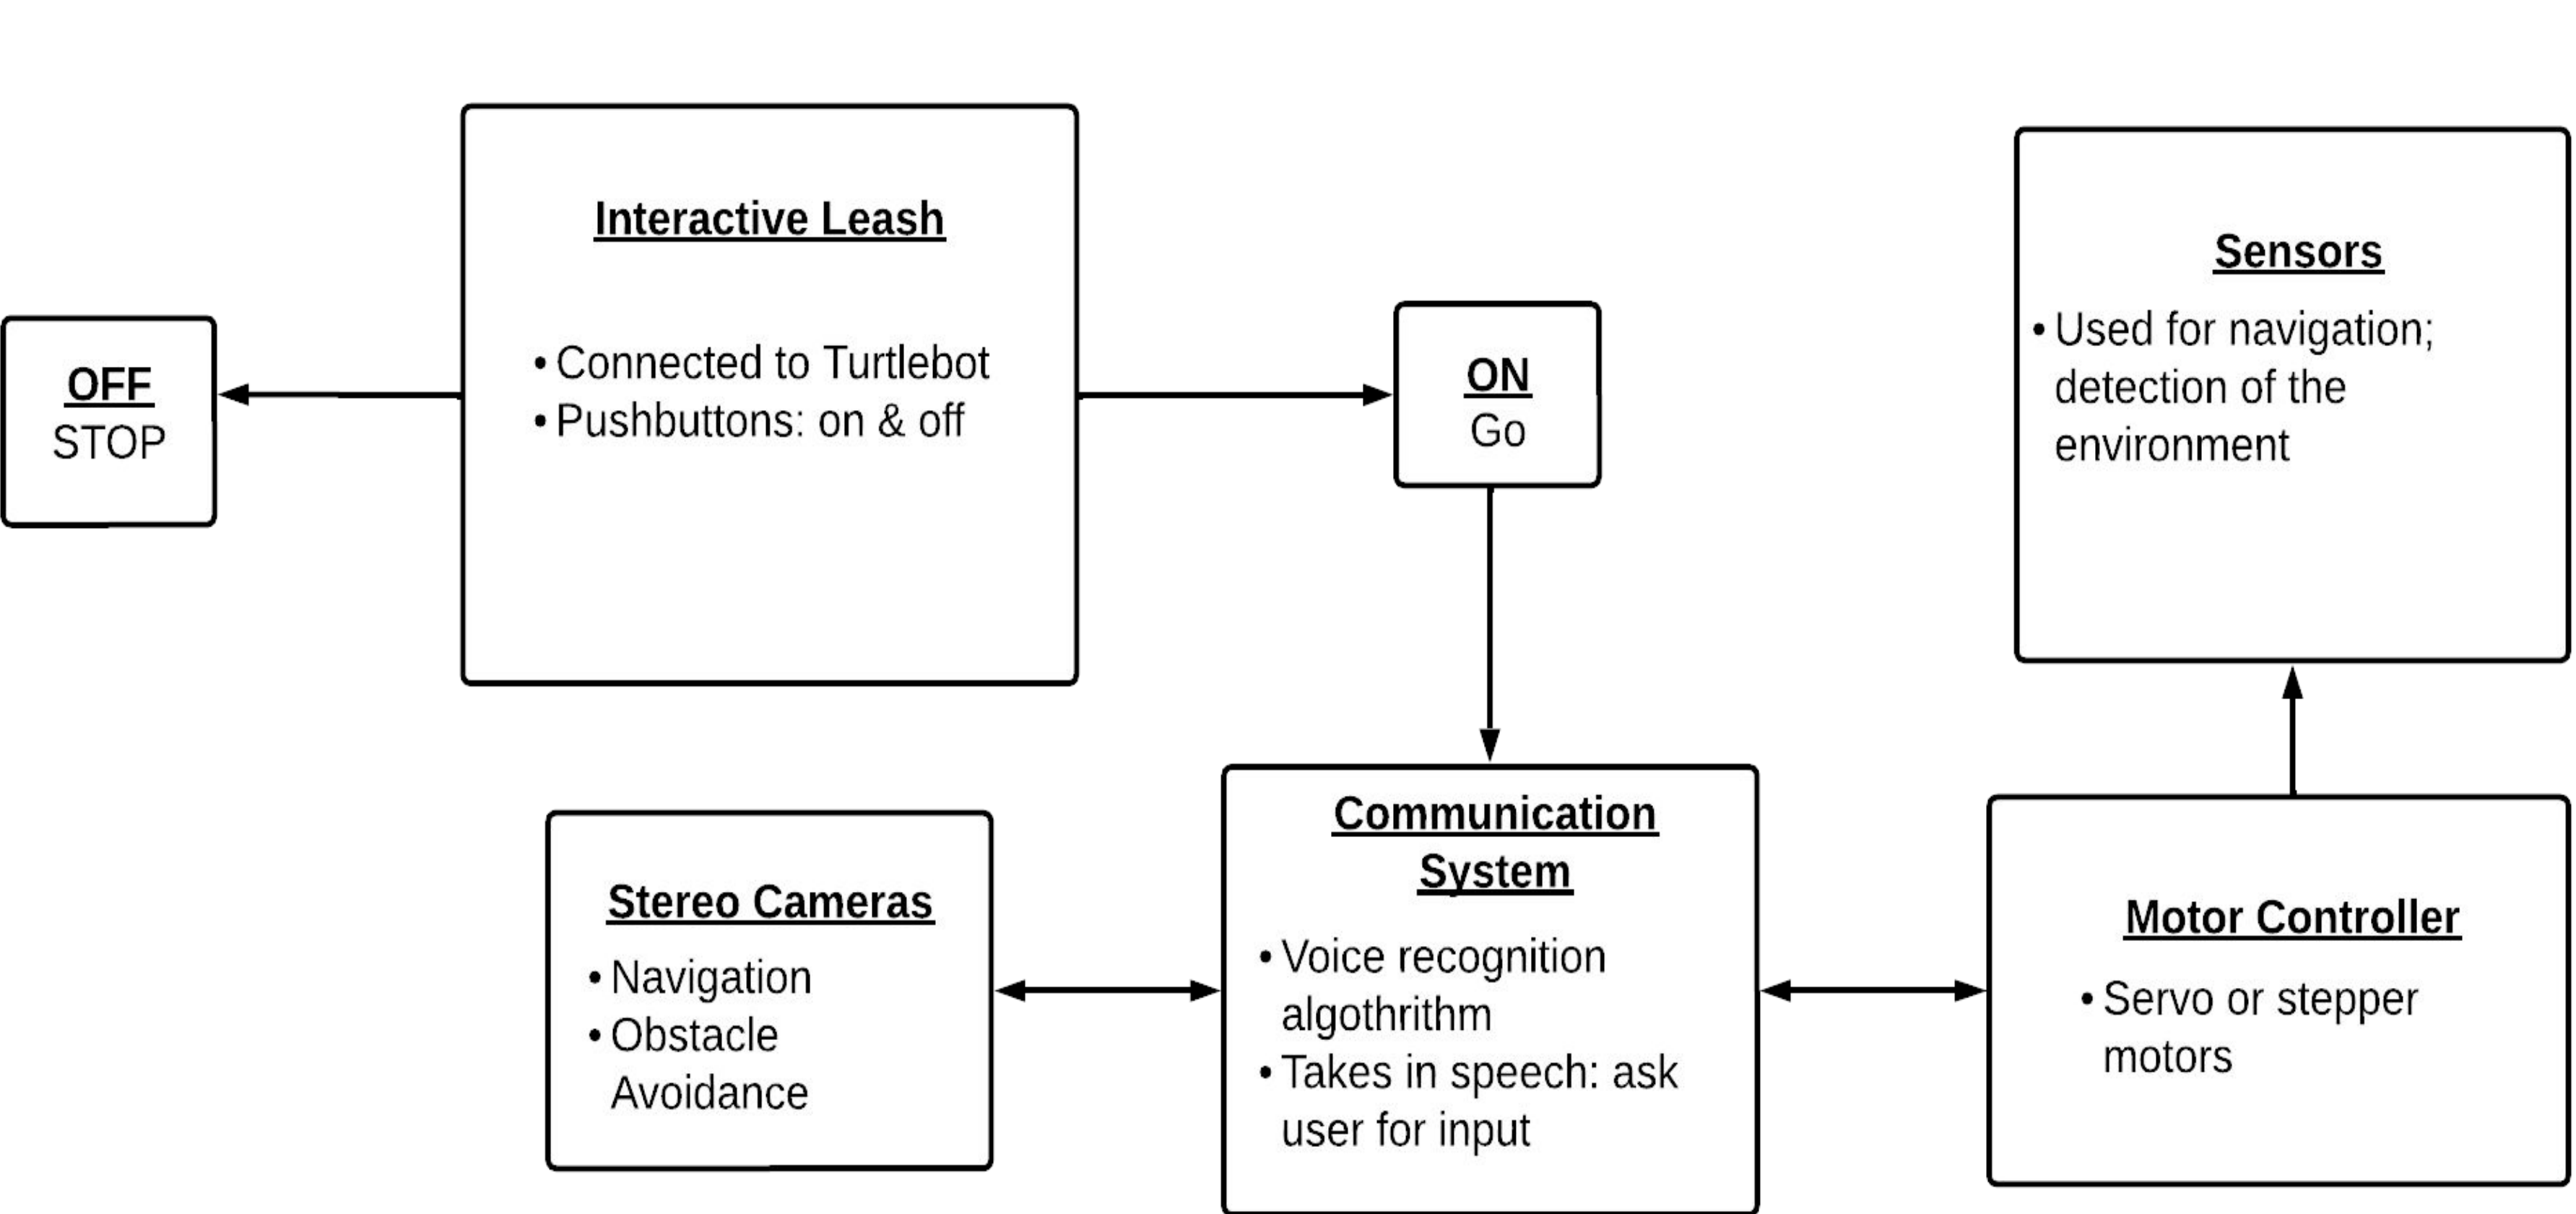 Interactive Leash
• Connected to Turtlebot
• Pushbuttons: on & off
OFF
STOP
ON
Go
Sensors
• Used for navigation;
detection of the
environment
Stereo Cameras
• Navigation
• Obstacle
Avoidance
Communication
System
• Voice recognition
algothrithm
• Takes in speech: ask
user for input
Motor Controller
• Servo or stepper
motors